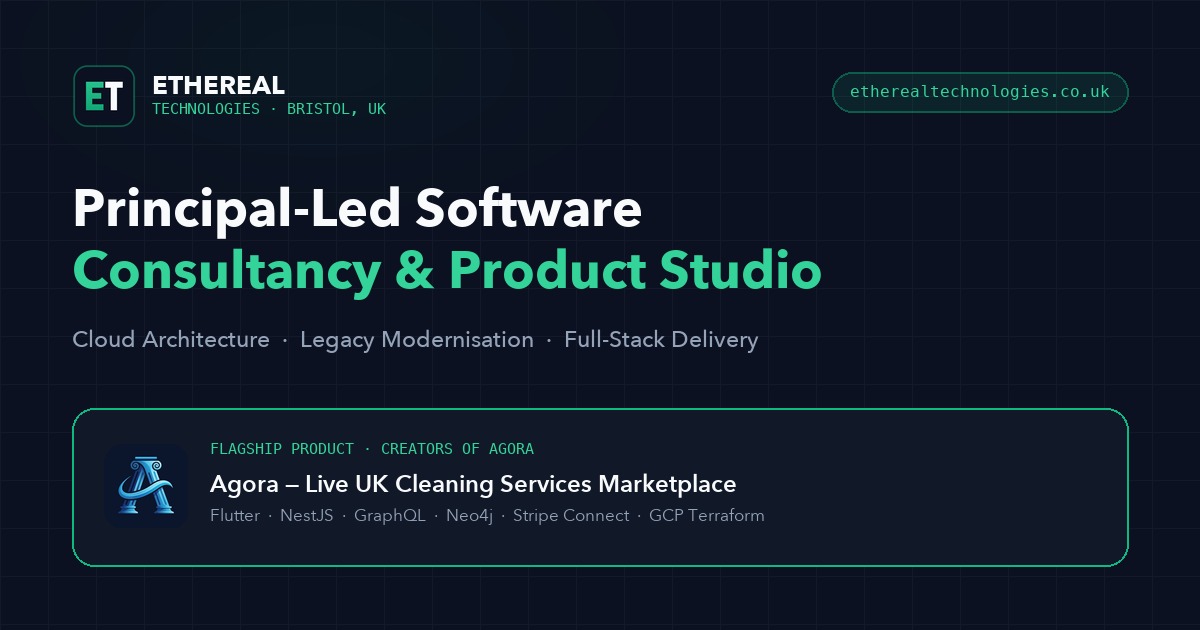 ET
ETHEREAL
TECHNOLOGIES · BRISTOL, UK
etherealtechnologies.co.uk
Principal-Led Software
Consultancy & Product Studio
Cloud Architecture · Legacy Modernisation · Full-Stack Delivery
A
FLAGSHIP PRODUCT · CREATORS OF AGORA
Agora — Live UK Cleaning Services Marketplace
Flutter · NestJS · GraphQL · Neo4j · Stripe Connect · GCP Terraform